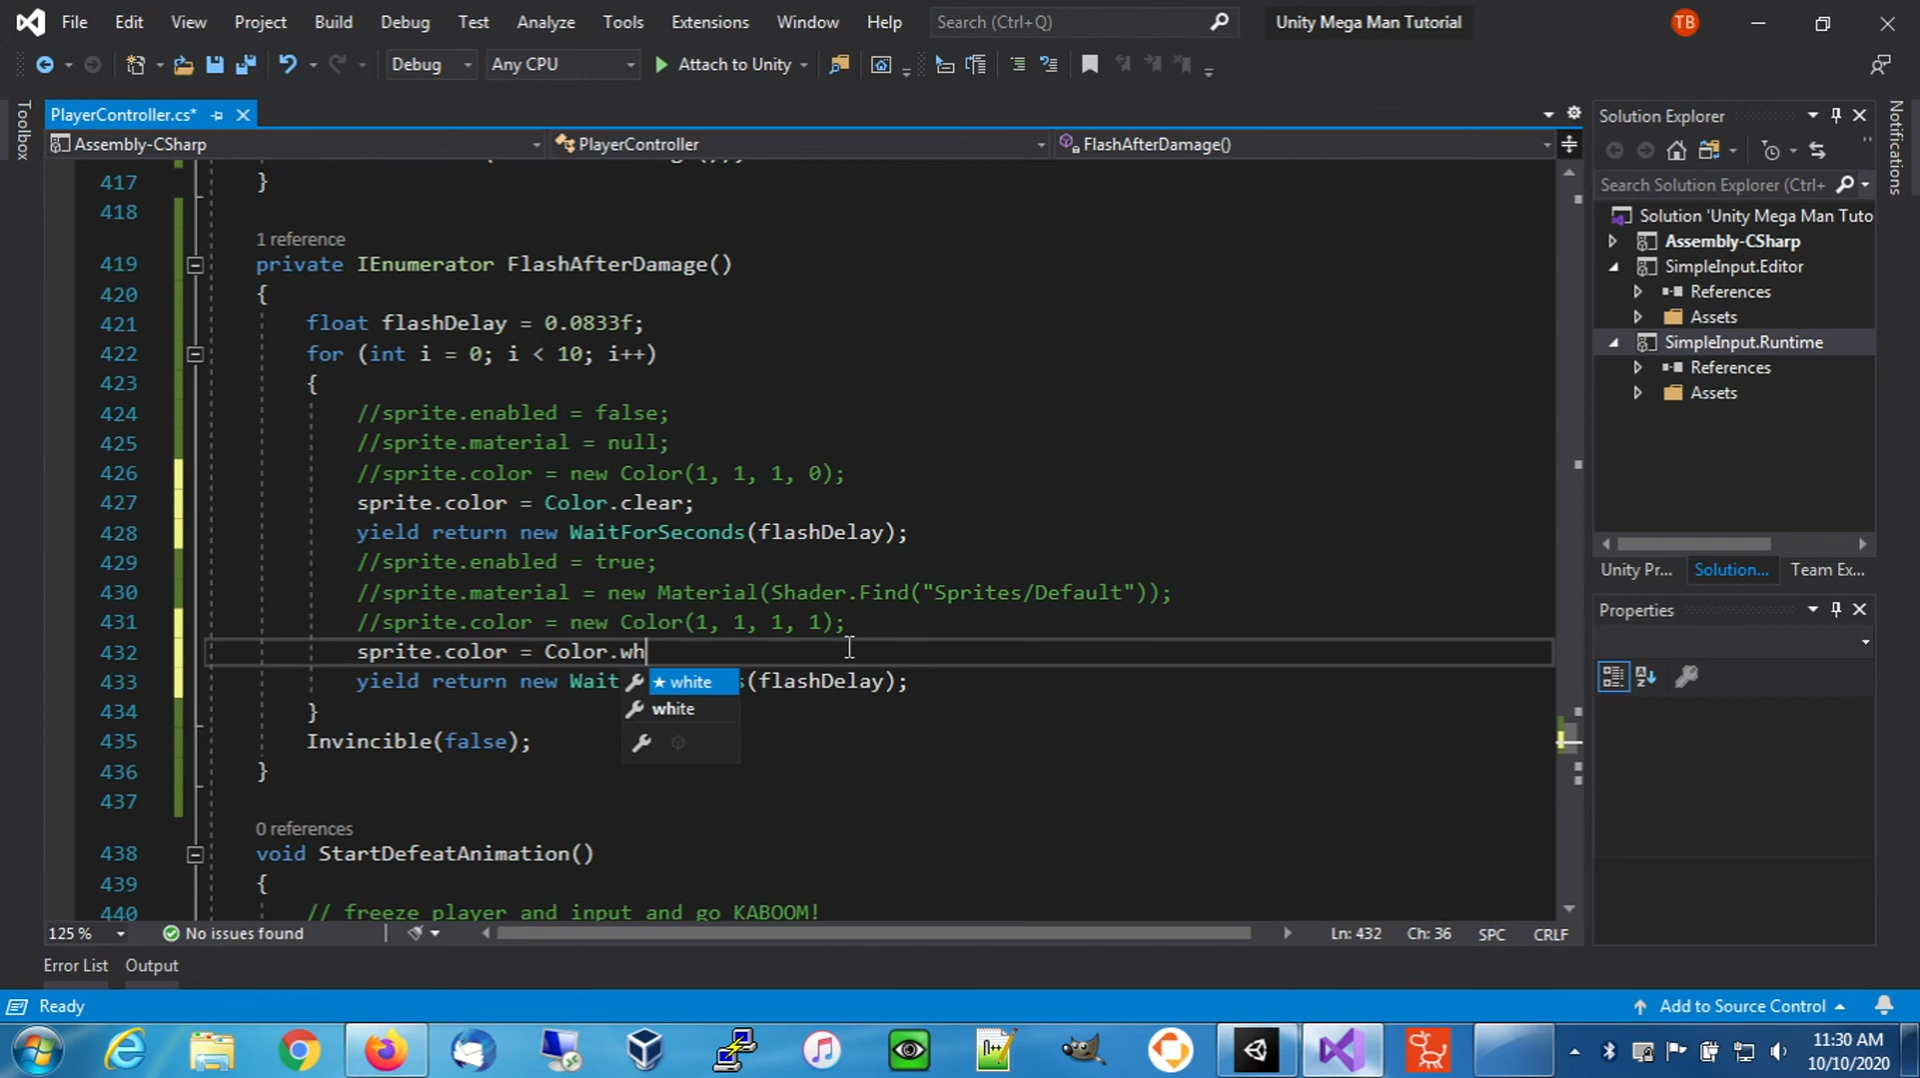 File Edit View Project Build Debug Test Analyze Tools Extensions Window Help Search (Ctrl+Q) Unity Mega Man Tutorial TB
Debug Any CPU Attach to Unity
Toolbox
PlayerController.cs*
Assembly-CSharp PlayerController FlashAfterDamage()
417 }
418
1 reference
419 private IEnumerator FlashAfterDamage()
420 {
421 float flashDelay = 0.0833f;
422 for (int i = 0; i < 10; i++)
423 {
424 //sprite.enabled = false;
425 //sprite.material = null;
426 //sprite.color = new Color(1, 1, 1, 0);
427 sprite.color = Color.clear;
428 yield return new WaitForSeconds(flashDelay);
429 //sprite.enabled = true;
430 //sprite.material = new Material(Shader.Find("Sprites/Default"));
431 //sprite.color = new Color(1, 1, 1, 1);
432 sprite.color = Color.wh
433 yield return new Wait s(flashDelay);
★ white
white
434 }
435 Invincible(false);
436 }
437
0 references
438 void StartDefeatAnimation()
439 {
440 // freeze player and input and go KABOOM!
125 % No issues found Ln: 432 Ch: 36 SPC CRLF
Error List Output
Solution Explorer
Search Solution Explorer (Ctrl+
Solution 'Unity Mega Man Tuto
Assembly-CSharp
SimpleInput.Editor
References
Assets
SimpleInput.Runtime
References
Assets
Unity Pr... Solution... Team Ex...
Properties
Notifications
Ready Add to Source Control
11:30 AM
10/10/2020